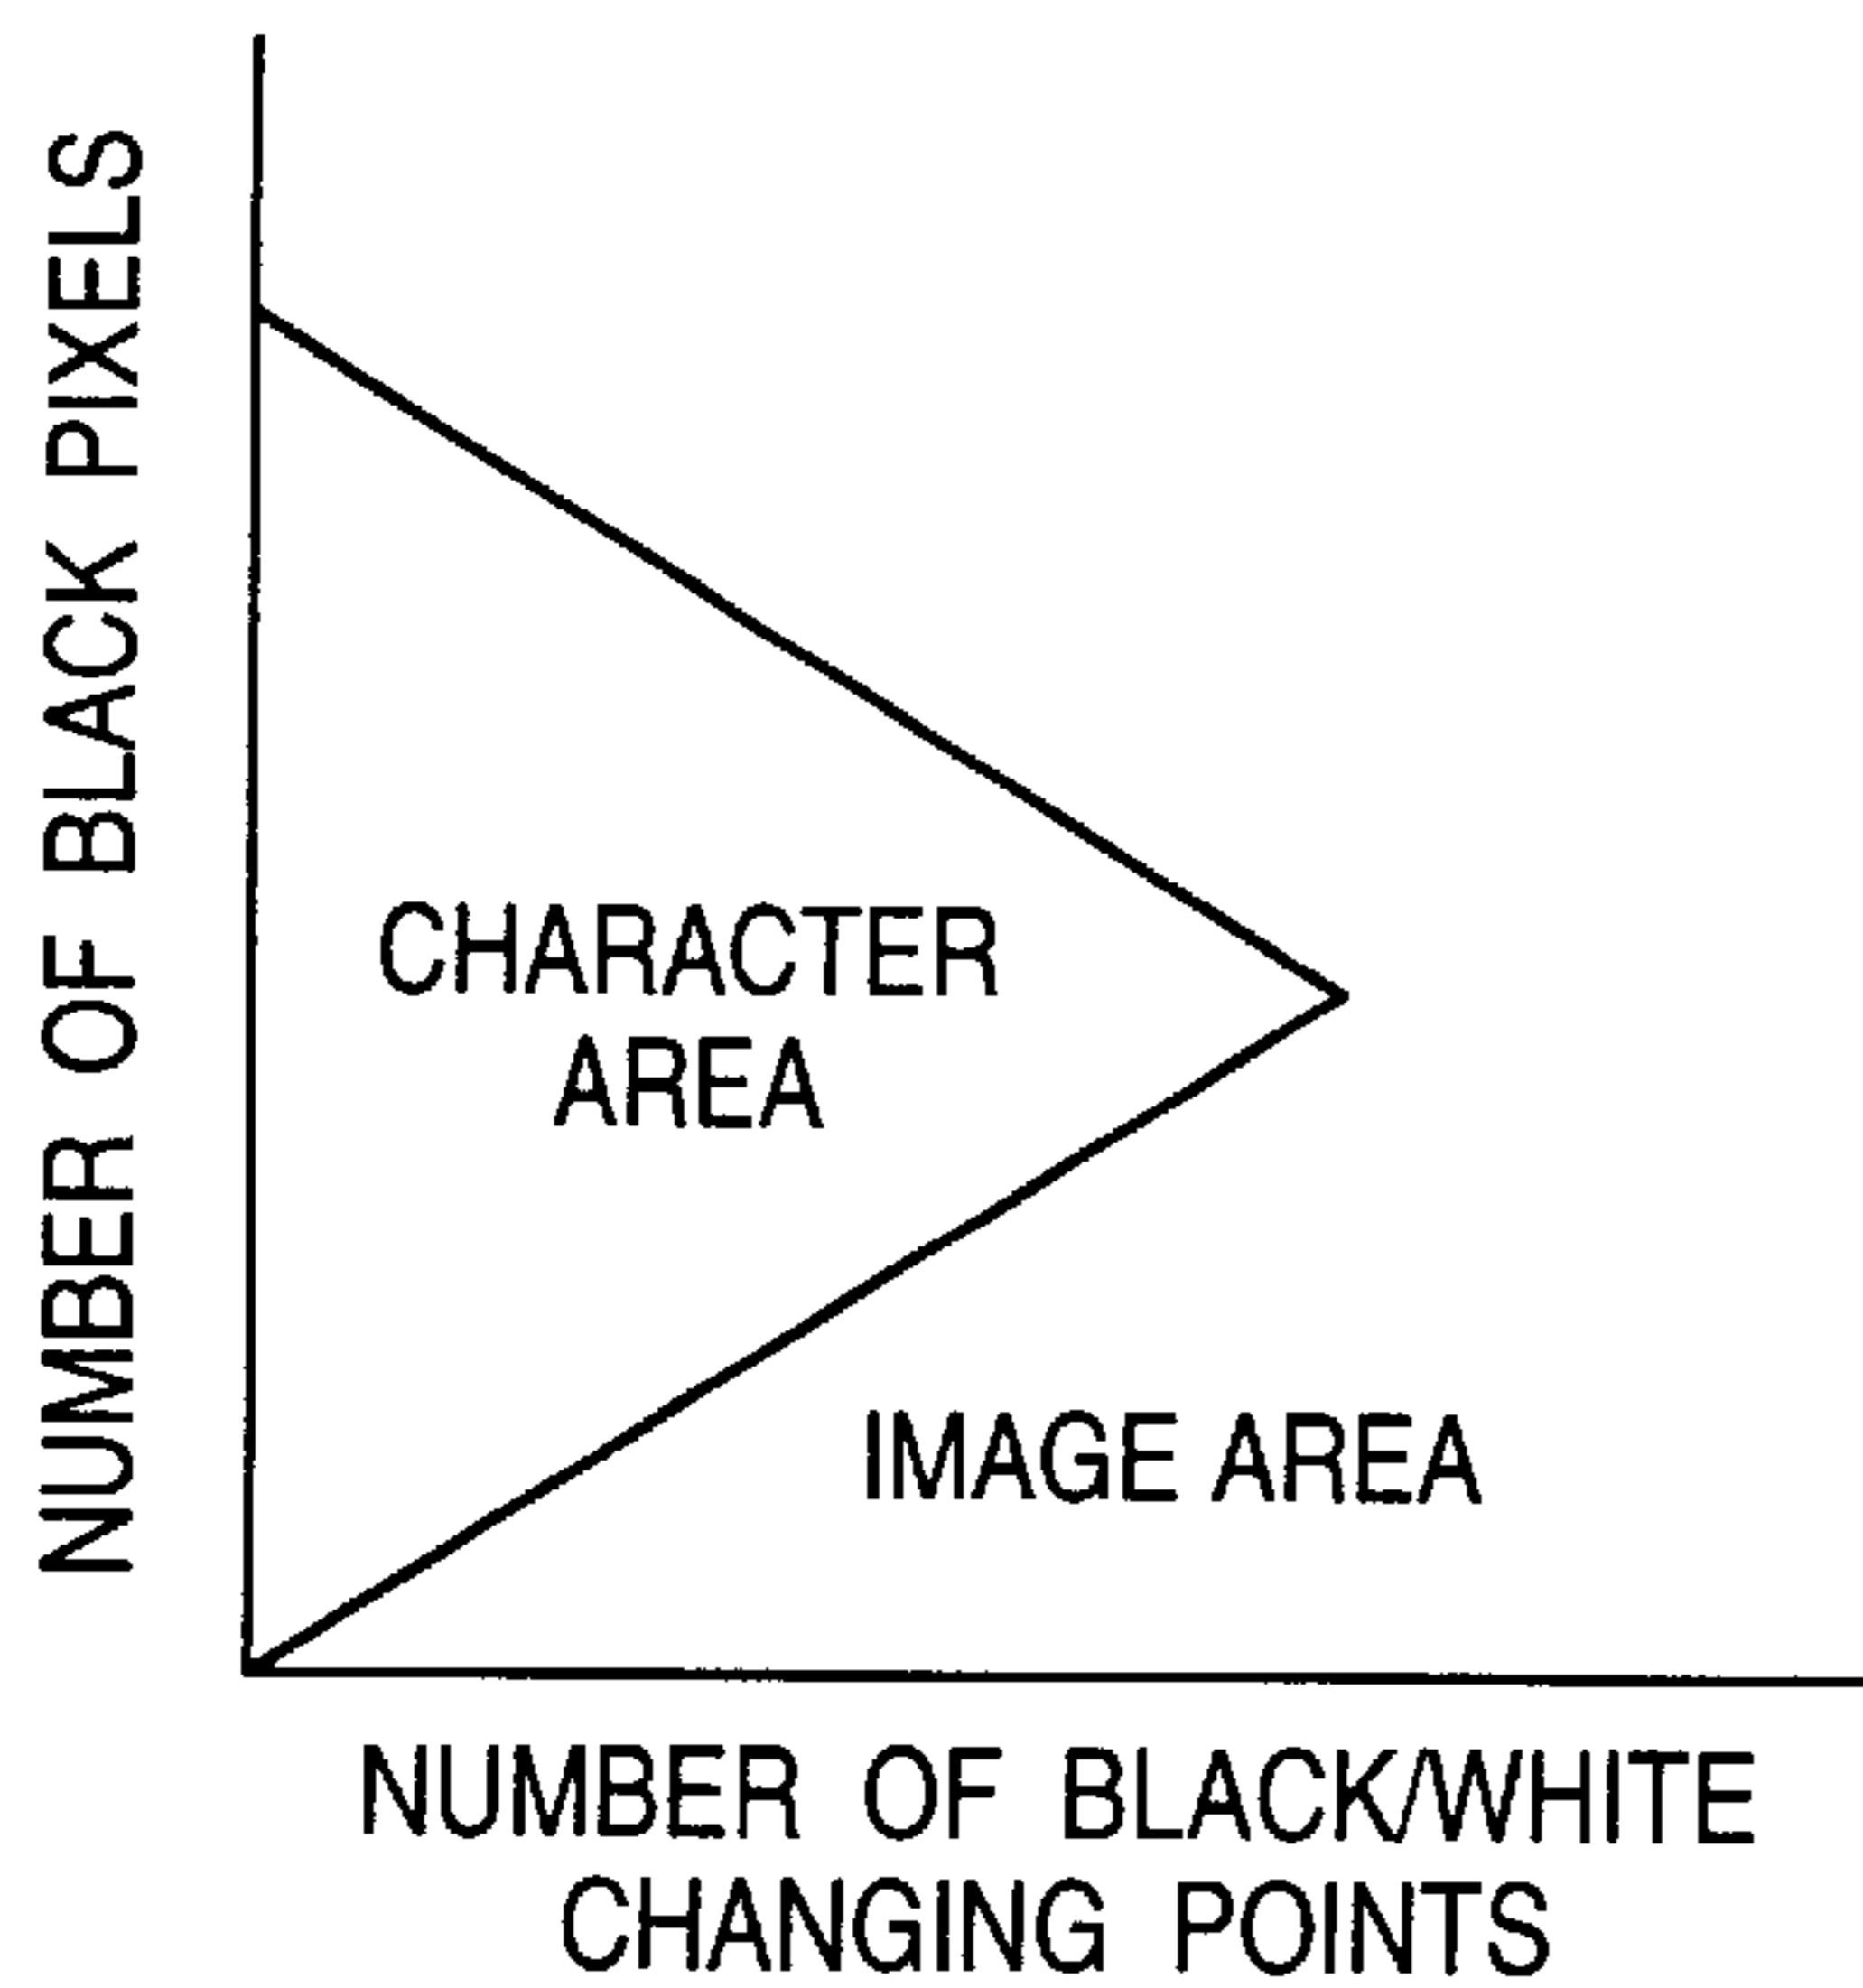 NUMBER OF BLACK PIXELS
CHARACTER
AREA
IMAGE AREA
NUMBER OF BLACK/WHITE
CHANGING POINTS